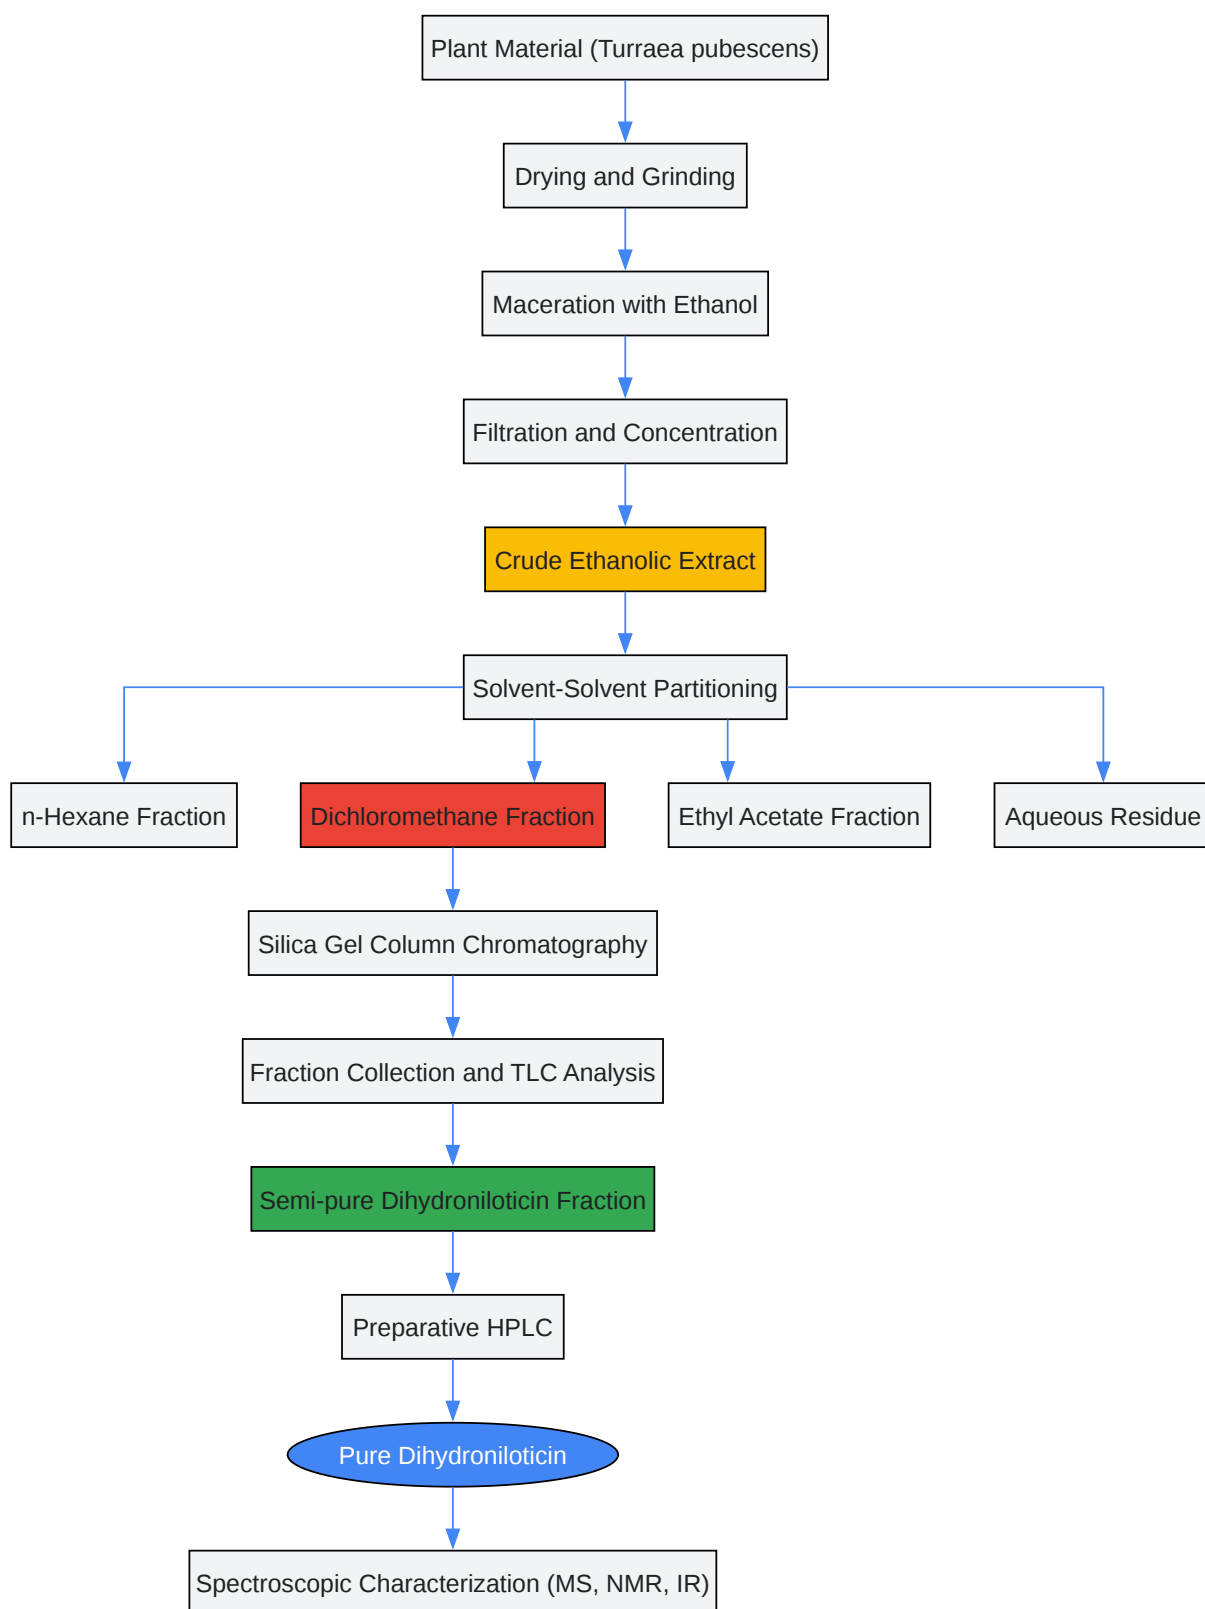 Plant Material (Turraea pubescens)
Drying and Grinding
Maceration with Ethanol
Filtration and Concentration
Crude Ethanolic Extract
Solvent-Solvent Partitioning
n-Hexane Fraction
Dichloromethane Fraction
Ethyl Acetate Fraction
Aqueous Residue
Silica Gel Column Chromatography
Fraction Collection and TLC Analysis
Semi-pure Dihydroniloticin Fraction
Preparative HPLC
Pure Dihydroniloticin
Spectroscopic Characterization (MS, NMR, IR)